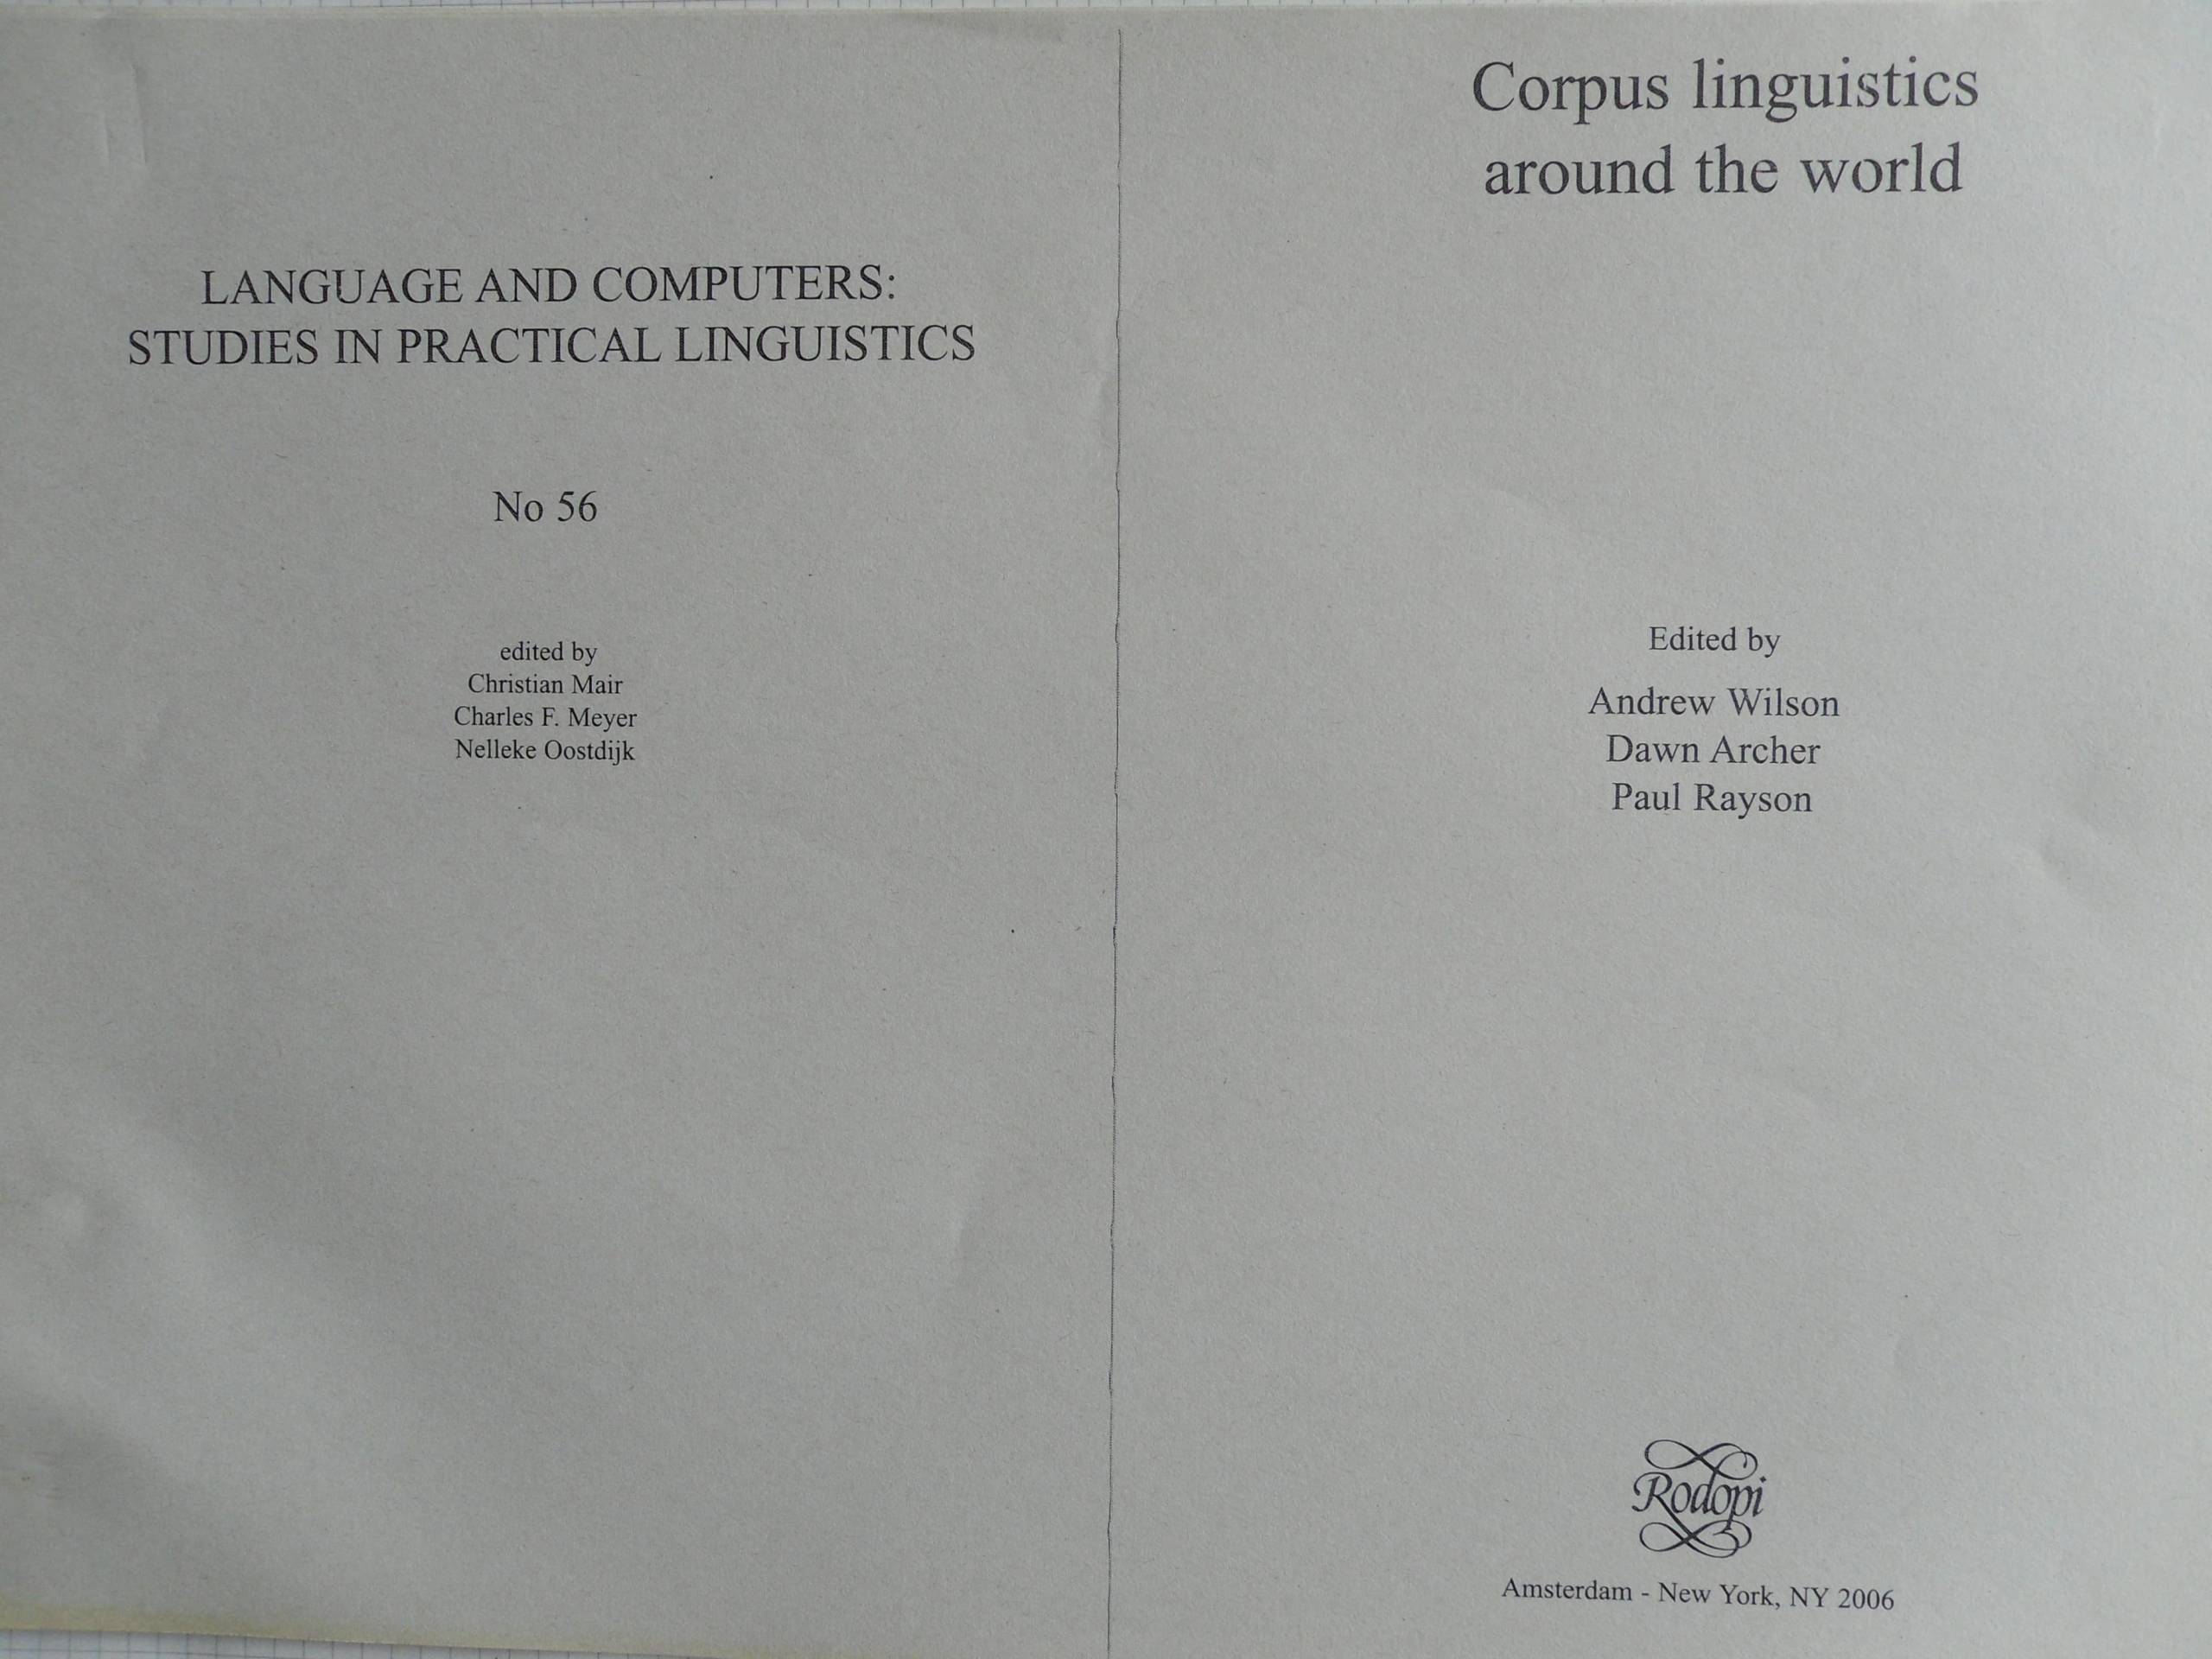 LANGUAGE AND COMPUTERS:
STUDIES IN PRACTICAL LINGUISTICS
No 56
edited by
Christian Mair
Charles F. Meyer
Nelleke Oostdijk
Corpus linguistics
around the world
Edited by
Andrew Wilson
Dawn Archer
Paul Rayson
Rodopi
Amsterdam - New York, NY 2006